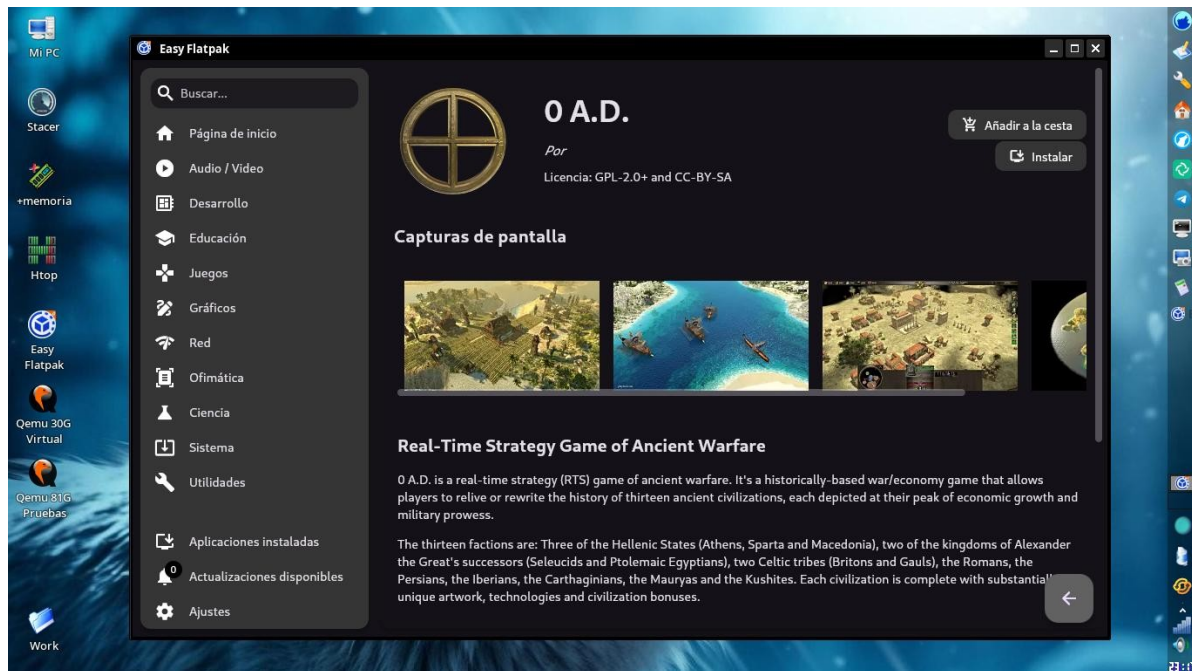 Mi PC
Stacer
+memoria
Htop
Easy
Flatpak
Qemu 30G
Virtual
Qemu 81G
Pruebas
Work
Easy Flatpak
Buscar...
Página de inicio
Audio / Video
Desarrollo
Educación
Juegos
Gráficos
Red
Ofimática
Ciencia
Sistema
Utilidades
Aplicaciones instaladas
0
Actualizaciones disponibles
Ajustes
0 A.D.
Por
Licencia: GPL-2.0+ and CC-BY-SA
Añadir a la cesta
Instalar
Capturas de pantalla
Real-Time Strategy Game of Ancient Warfare
0 A.D. is a real-time strategy (RTS) game of ancient warfare. It's a historically-based war/economy game that allows
players to relive or rewrite the history of thirteen ancient civilizations, each depicted at their peak of economic growth and
military prowess.
The thirteen factions are: Three of the Hellenic States (Athens, Sparta and Macedonia), two of the kingdoms of Alexander
the Great's successors (Seleucids and Ptolemaic Egyptians), two Celtic tribes (Britons and Gauls), the Romans, the
Persians, the Iberians, the Carthaginians, the Mauryas and the Kushites. Each civilization is complete with substantially
unique artwork, technologies and civilization bonuses.